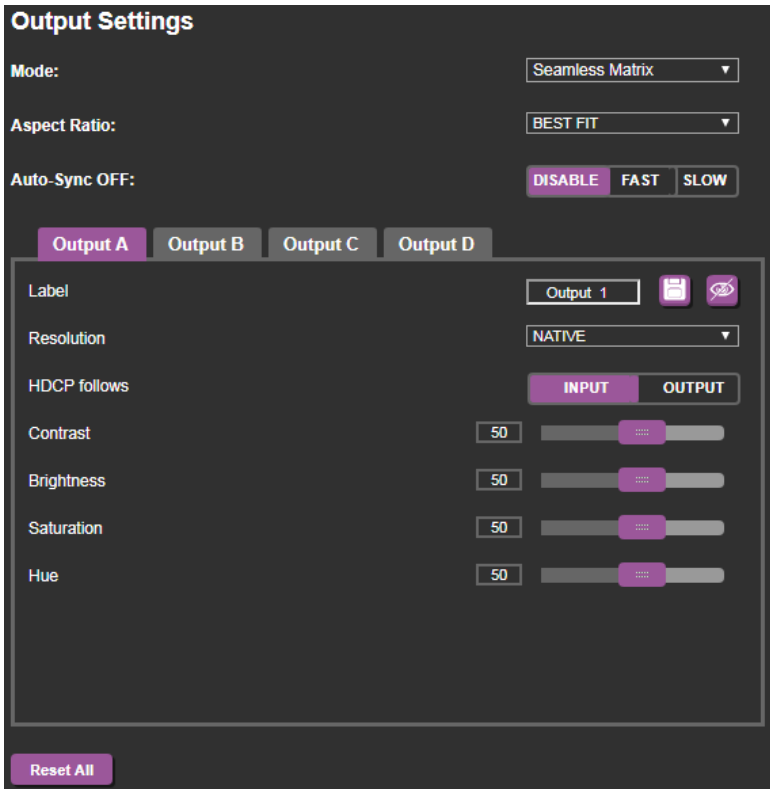 Output Settings
Mode: Seamless Matrix
Aspect Ratio: BEST FIT
Auto-Sync OFF: DISABLE FAST SLOW
Output A Output B Output C Output D
Label Output 1
Resolution NATIVE
HDCP follows INPUT OUTPUT
Contrast 50
Brightness 50
Saturation 50
Hue 50
Reset All